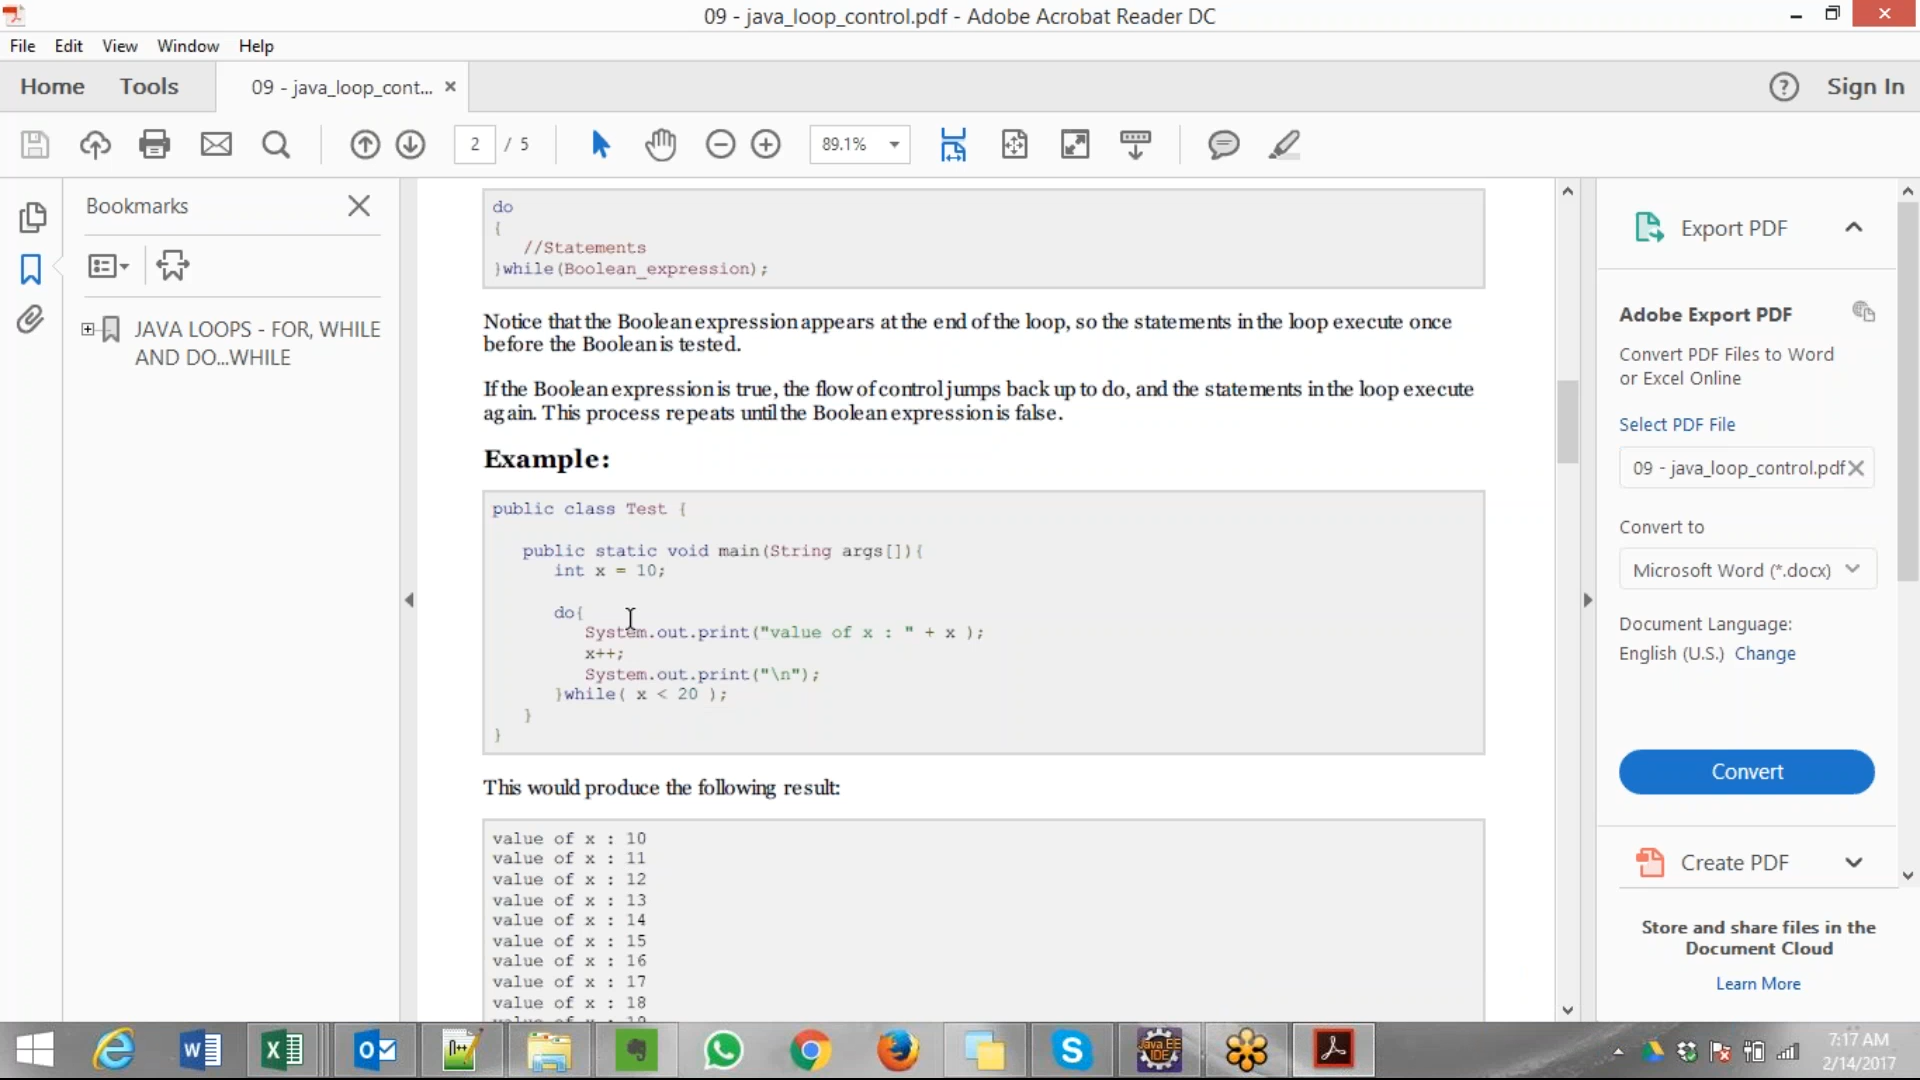 09 - java_loop_control.pdf - Adobe Acrobat Reader DC
File Edit View Window Help
Home Tools 09 - java_loop_cont... × ? Sign In
2 / 5 89.1%
Bookmarks
JAVA LOOPS - FOR, WHILE
AND DO...WHILE
do
{
//Statements
}while(Boolean_expression);
Notice that the Boolean expression appears at the end of the loop, so the statements in the loop execute once
before the Boolean is tested.
If the Boolean expression is true, the flow of control jumps back up to do, and the statements in the loop execute
again. This process repeats until the Boolean expression is false.
Example:
public class Test {
public static void main(String args[]){
int x = 10;
do{
System.out.print("value of x : " + x );
x++;
System.out.print("\n");
}while( x < 20 );
}
}
This would produce the following result:
value of x : 10
value of x : 11
value of x : 12
value of x : 13
value of x : 14
value of x : 15
value of x : 16
value of x : 17
value of x : 18
value of x : 19
Export PDF
Adobe Export PDF
Convert PDF Files to Word
or Excel Online
Select PDF File
09 - java_loop_control.pdf
Convert to
Microsoft Word (*.docx)
Document Language:
English (U.S.) Change
Convert
Create PDF
Store and share files in the
Document Cloud
Learn More
Java EE
IDE
7:17 AM
2/14/2017